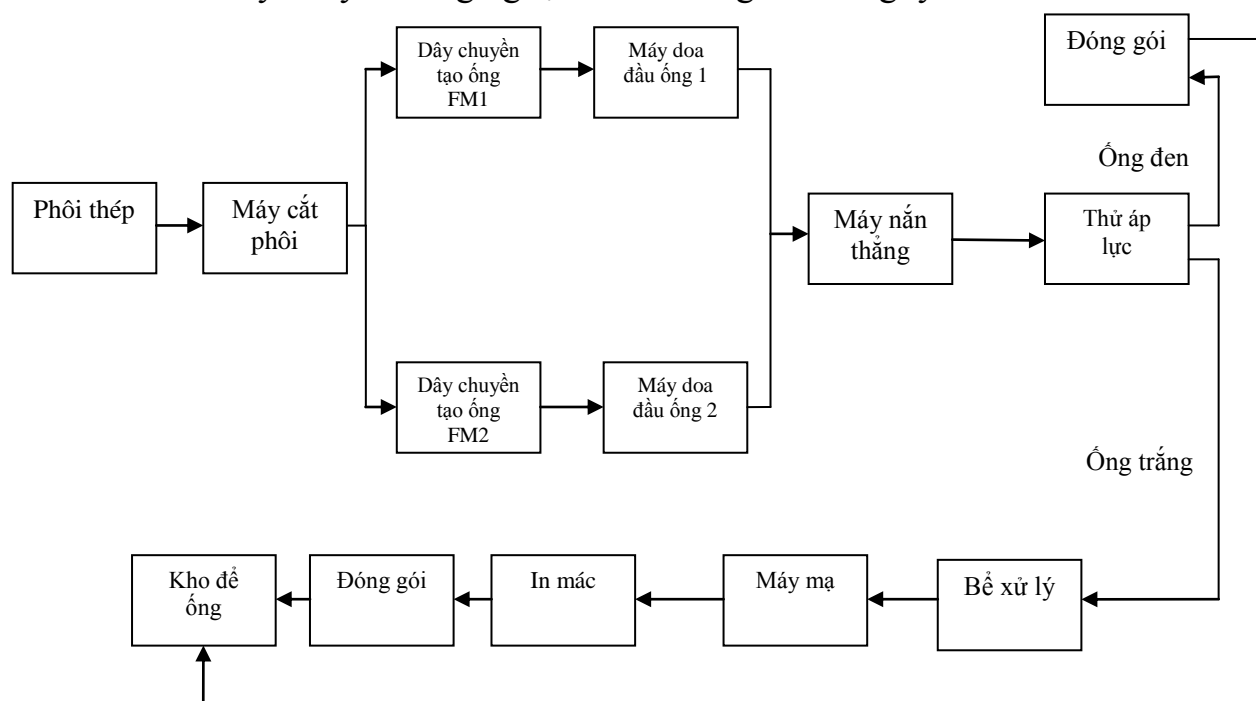 Đóng gói
Dây chuyền
tạo ống
FM1
Máy doa
đầu ống 1
Ống đen
Phôi thép
Máy cắt
phôi
Máy nắn
thẳng
Thử áp
lực
Dây chuyền
tạo ống
FM2
Máy doa
đầu ống 2
Ống trắng
Kho để
ống
Đóng gói
In mác
Máy mạ
Bể xử lý